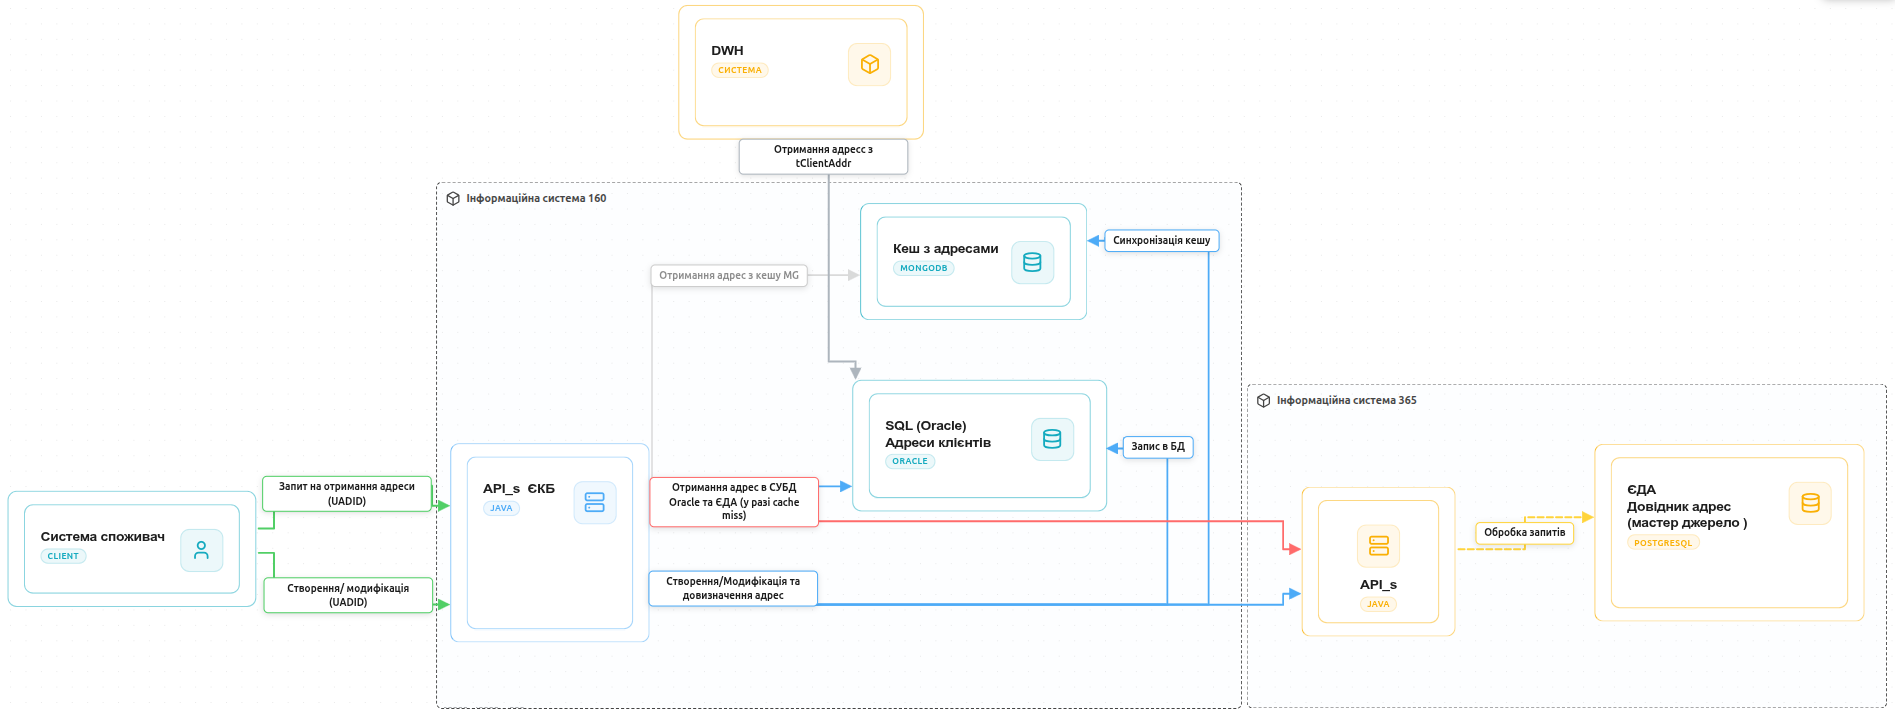 DWH
СИСТЕМА
Отримання адресс з
tClientAddr
Інформаційна система 160
Кеш з адресами
MONGODB
Синхронізація кешу
Отримання адрес з кешу MG
SQL (Oracle)
Адреси клієнтів
ORACLE
Запис в БД
Інформаційна система 365
API_s ЄКБ
JAVA
Запит на отримання адреси
(UADID)
Отримання адрес в СУБД
Oracle та ЄДА (у разі cache
miss)
Система споживач
CLIENT
Створення/ модифікація
(UADID)
Створення/Модифікація та
довизначення адрес
API_s
JAVA
Обробка запитів
ЄДА
Довідник адрес
(мастер джерело )
POSTGRESQL